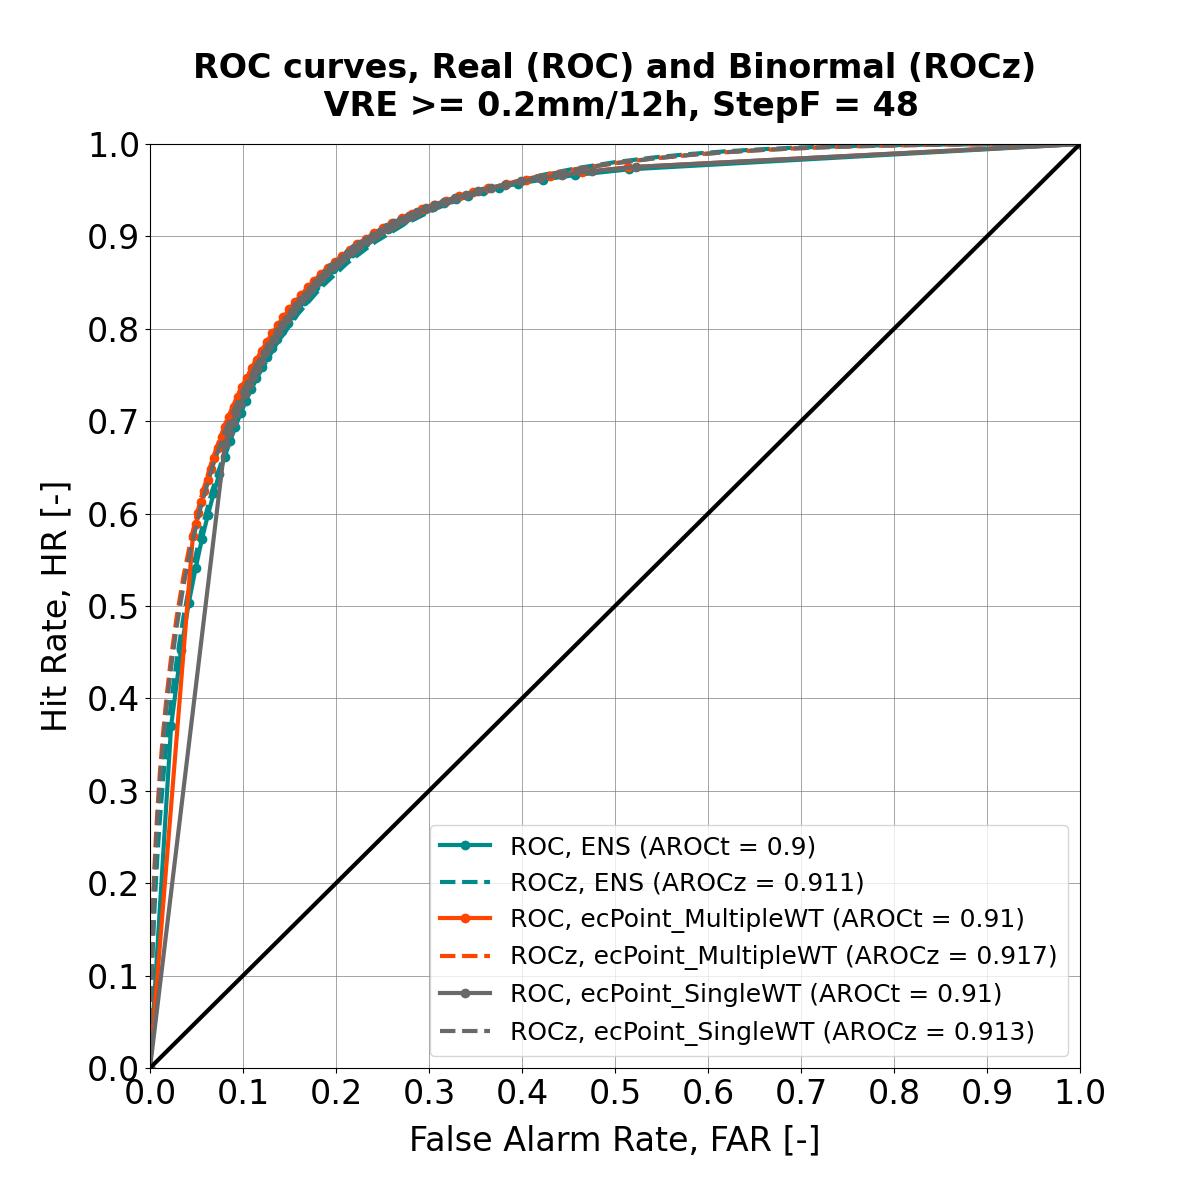 ROC curves, Real (ROC) and Binormal (ROCz)
VRE >= 0.2mm/12h, StepF = 48
1.0
0.9
0.8
0.7
0.6
0.5
0.4
0.3
0.2
0.1
0.0
Hit Rate, HR [-]
ROC, ENS (AROCt = 0.9)
ROCz, ENS (AROCz = 0.911)
ROC, ecPoint_MultipleWT (AROCt = 0.91)
ROCz, ecPoint_MultipleWT (AROCz = 0.917)
ROC, ecPoint_SingleWT (AROCt = 0.91)
ROCz, ecPoint_SingleWT (AROCz = 0.913)
0.0 0.1 0.2 0.3 0.4 0.5 0.6 0.7 0.8 0.9 1.0
False Alarm Rate, FAR [-]